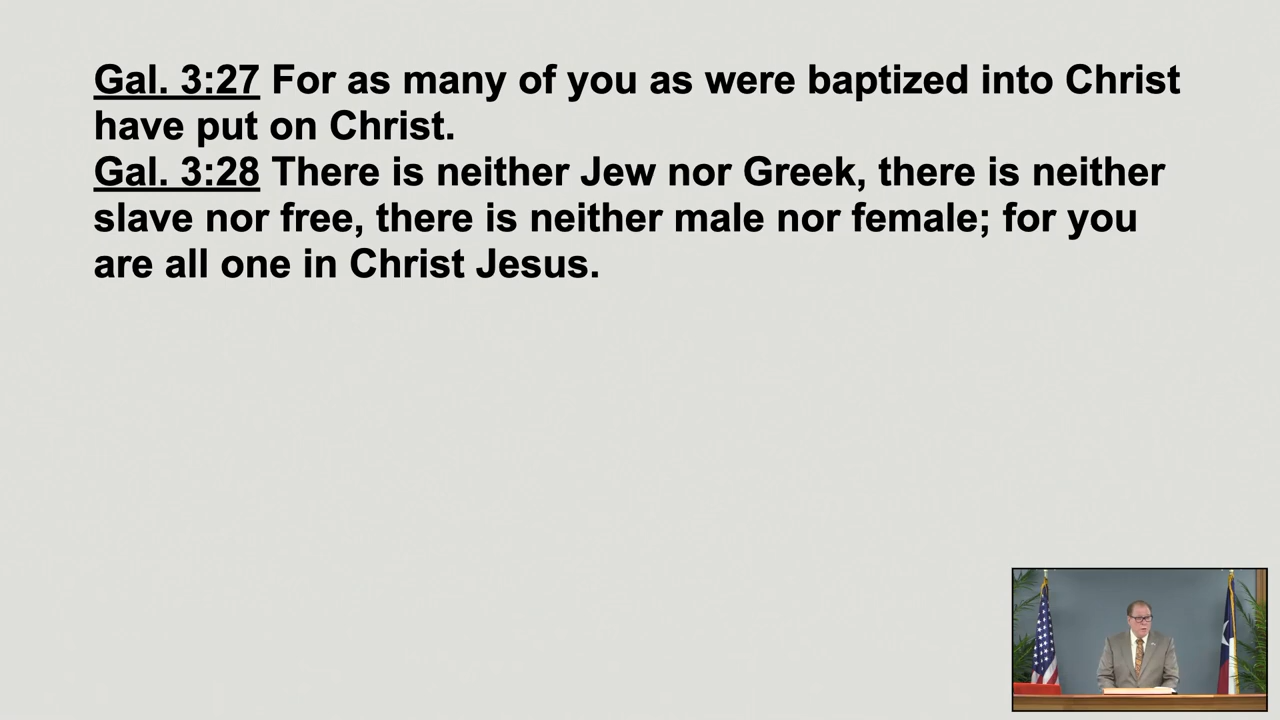 Gal. 3:27 For as many of you as were baptized into Christ
have put on Christ.
Gal. 3:28 There is neither Jew nor Greek, there is neither
slave nor free, there is neither male nor female; for you
are all one in Christ Jesus.